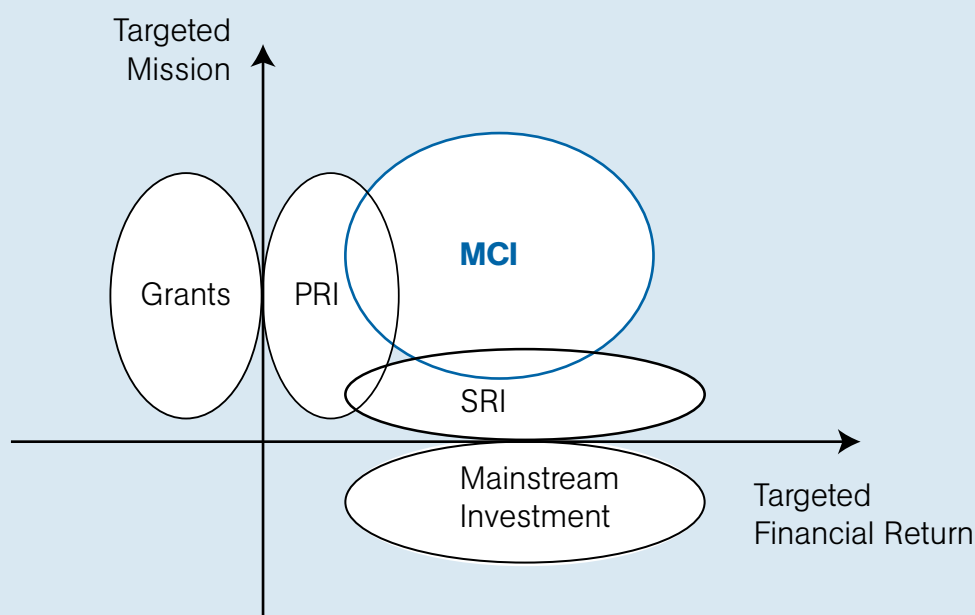 Targeted
Mission
MCI
Grants
PRI
SRI
Mainstream
Investment
Targeted
Financial Return